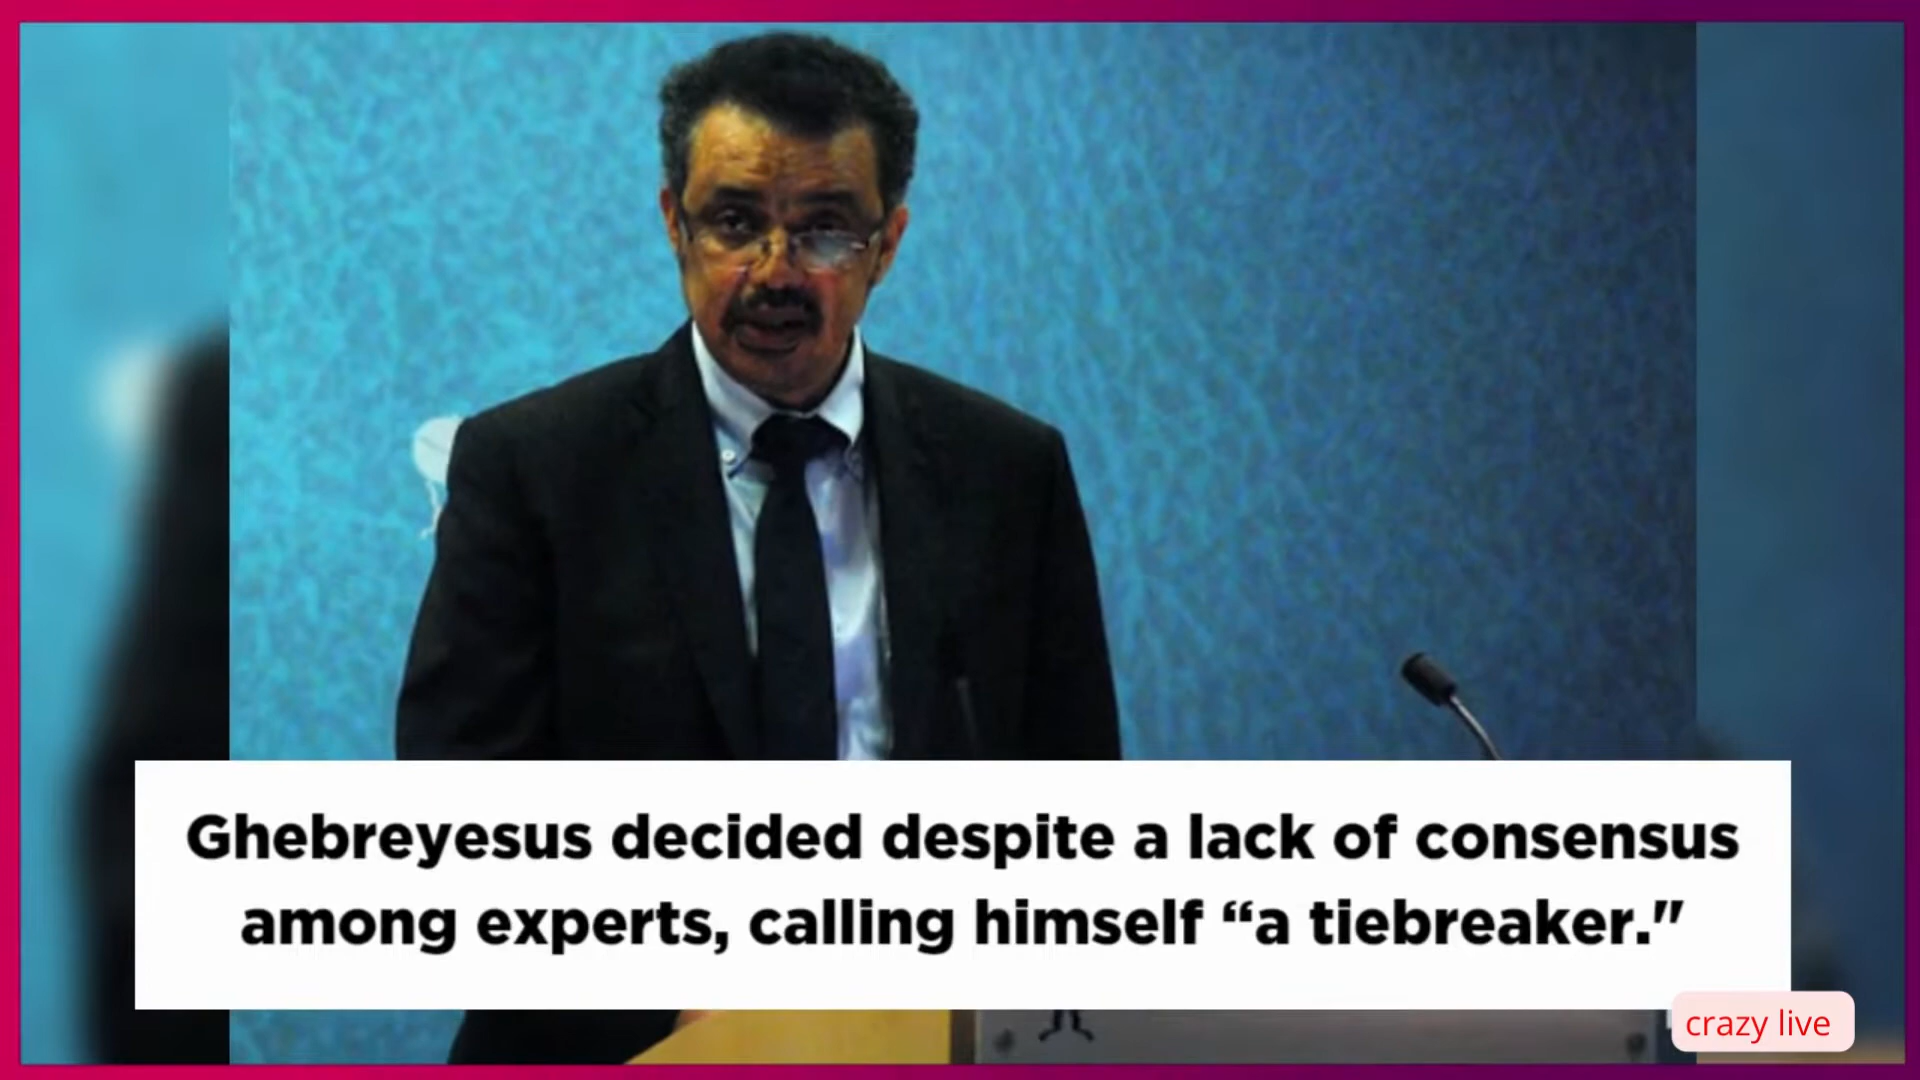 Ghebreyesus decided despite a lack of consensus
among experts, calling himself “a tiebreaker."
crazy live